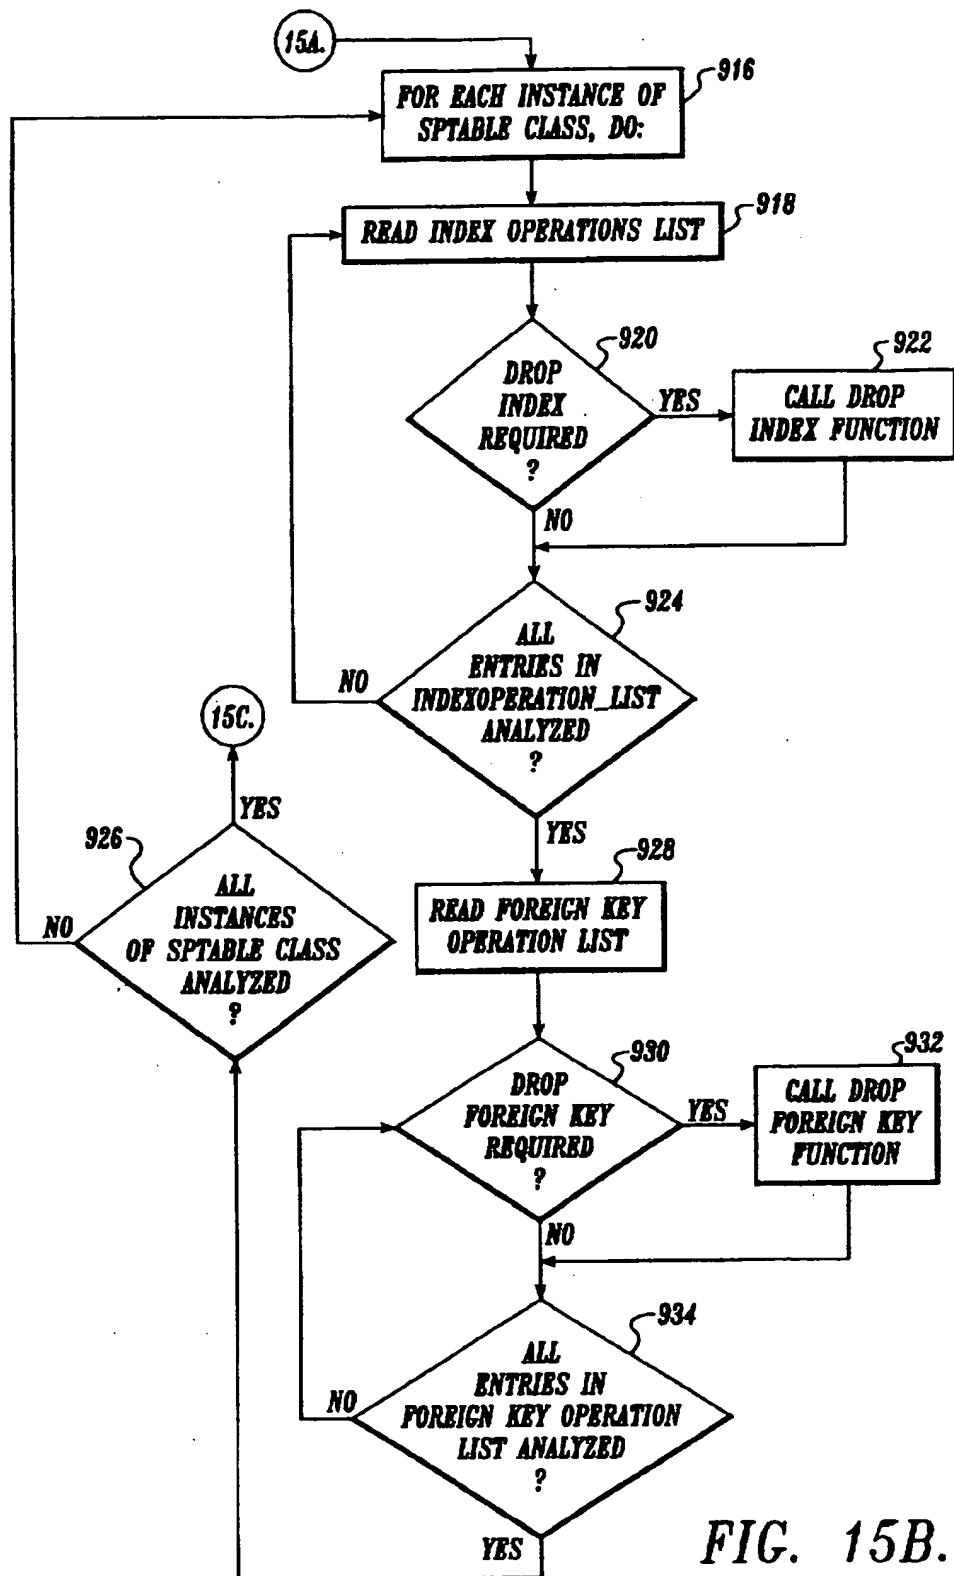 15A.
916
FOR EACH INSTANCE OF
SPTABLE CLASS, DO:
918
READ INDEX OPERATIONS LIST
920
DROP
INDEX
REQUIRED
?
YES
922
CALL DROP
INDEX FUNCTION
NO
924
ALL
ENTRIES IN
INDEXOPERATION_LIST
ANALYZED
?
NO
YES
15C.
YES
926
ALL
INSTANCES
OF SPTABLE CLASS
ANALYZED
?
NO
928
READ FOREIGN KEY
OPERATION LIST
930
DROP
FOREIGN KEY
REQUIRED
?
YES
932
CALL DROP
FOREIGN KEY
FUNCTION
NO
934
ALL
ENTRIES IN
FOREIGN KEY OPERATION
LIST ANALYZED
?
NO
YES
FIG. 15B.